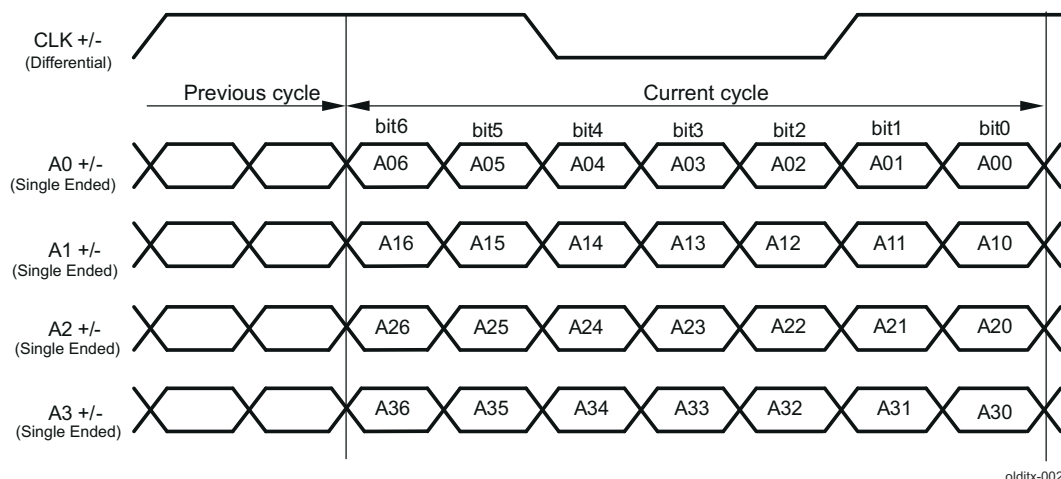 CLK +/-
(Differential)
Previous cycle
Current cycle
bit6 bit5 bit4 bit3 bit2 bit1 bit0
A0 +/-
(Single Ended)
A06 A05 A04 A03 A02 A01 A00
A1 +/-
(Single Ended)
A16 A15 A14 A13 A12 A11 A10
A2 +/-
(Single Ended)
A26 A25 A24 A23 A22 A21 A20
A3 +/-
(Single Ended)
A36 A35 A34 A33 A32 A31 A30
olditx-002